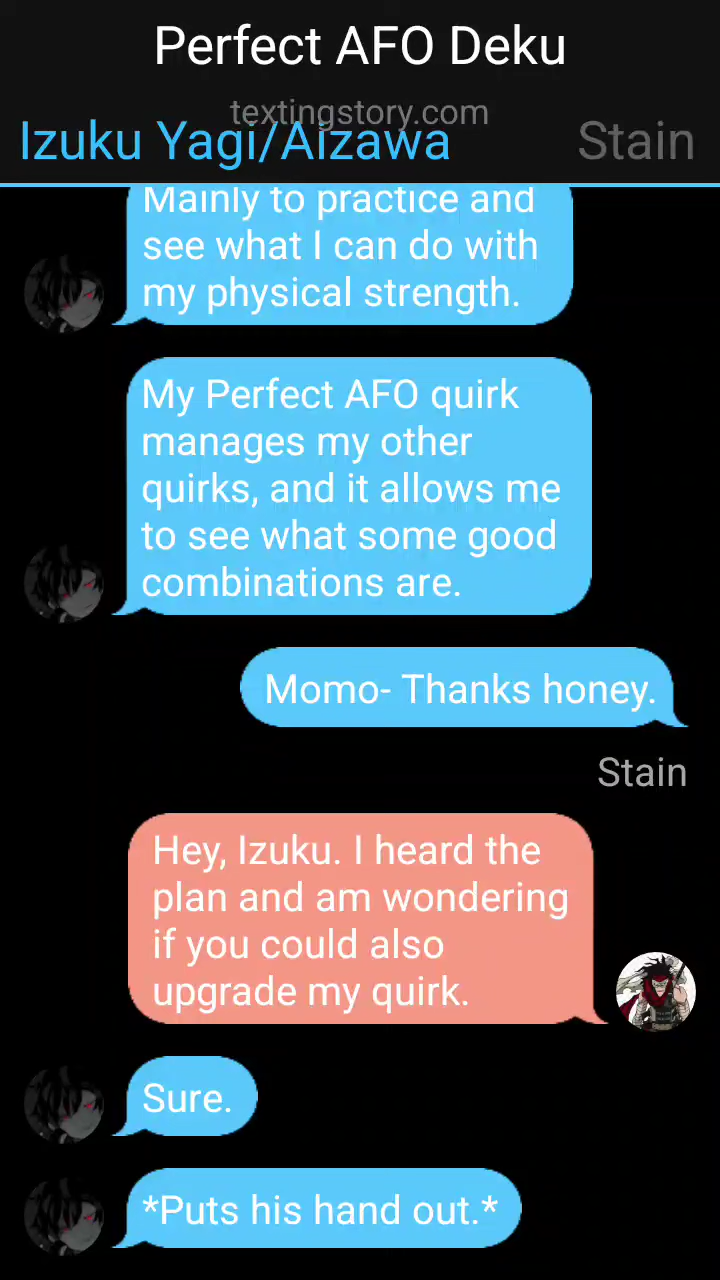 Perfect AFO Deku
textingstory.com
Izuku Yagi/Aizawa Stain
Mainly to practice and
see what I can do with
my physical strength.
My Perfect AFO quirk
manages my other
quirks, and it allows me
to see what some good
combinations are.
Momo- Thanks honey.
Stain
Hey, Izuku. I heard the
plan and am wondering
if you could also
upgrade my quirk.
Sure.
*Puts his hand out.*